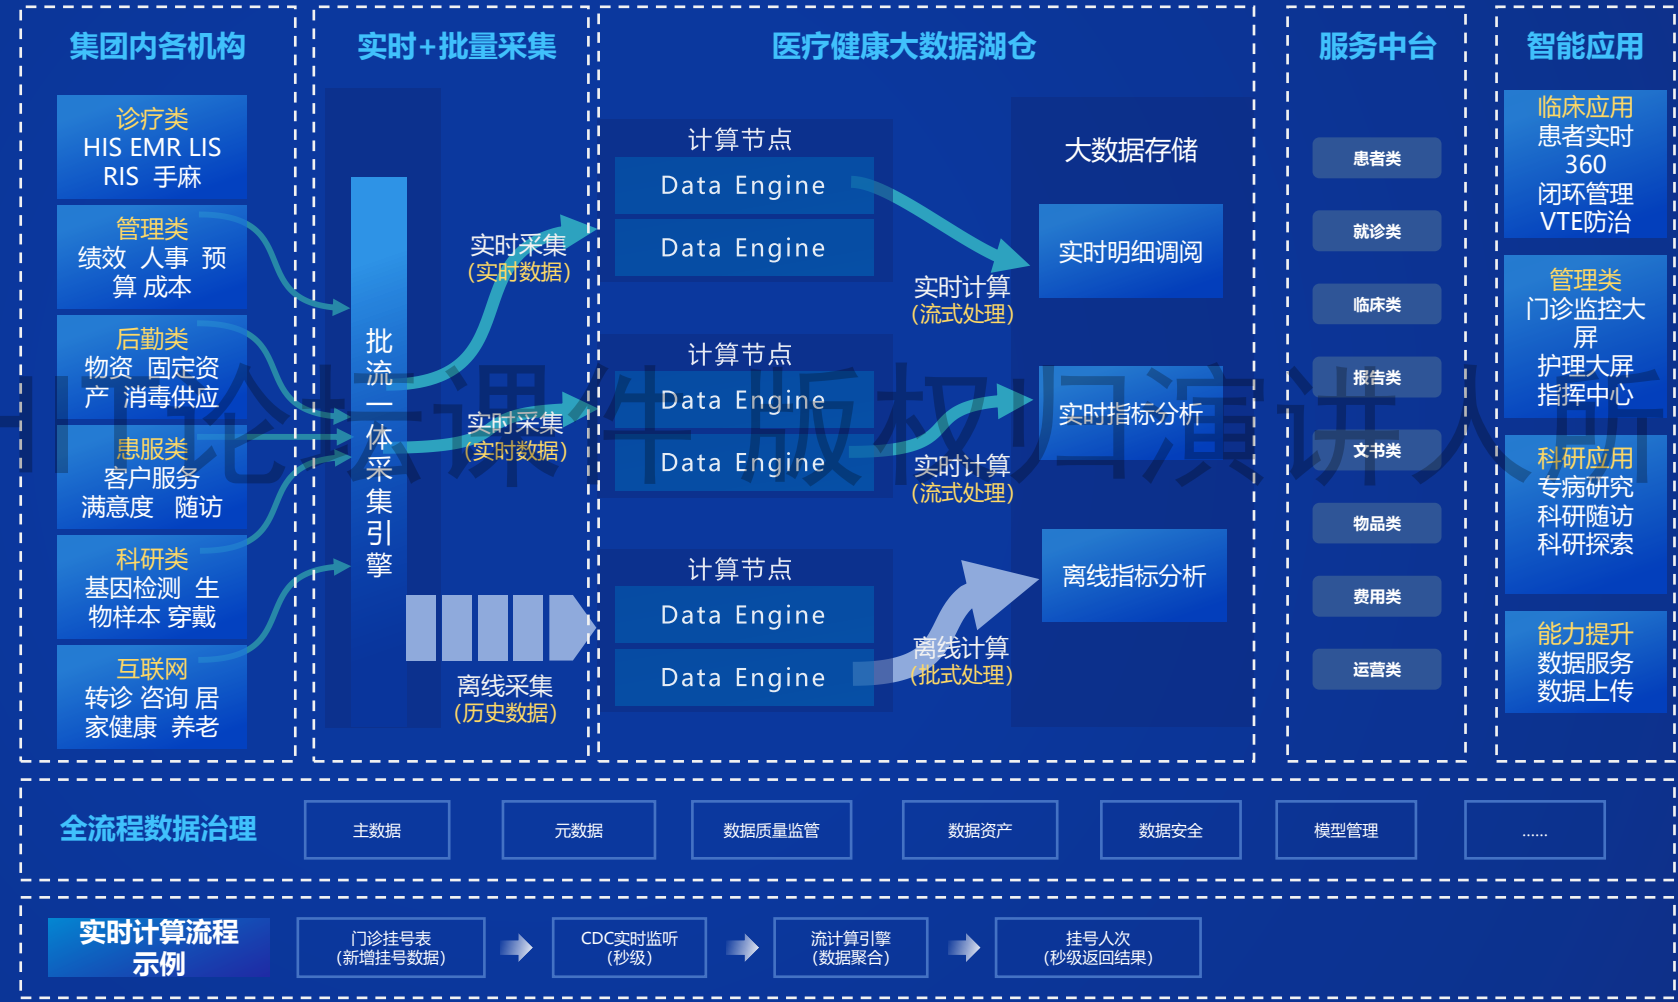 集团内各机构
诊疗类
HIS EMR LIS
RIS 手麻
管理类
绩效 人事 预
算 成本
后勤类
物资 固定资
产 消毒供应
患服类
客户服务
满意度 随访
科研类
基因检测 生
物样本 穿戴
互联网
转诊 咨询 居
家健康 养老
实时+批量采集
批
流
一
体
采
集
引
擎
实时采集
(实时数据)
实时采集
(实时数据)
离线采集
(历史数据)
医疗健康大数据湖仓
计算节点
Data Engine
Data Engine
计算节点
Data Engine
Data Engine
计算节点
Data Engine
Data Engine
实时计算
(流式处理)
实时计算
(流式处理)
离线计算
(批式处理)
大数据存储
实时明细调阅
实时指标分析
离线指标分析
服务中台
患者类
就诊类
临床类
报告类
文书类
物品类
费用类
运营类
智能应用
临床应用
患者实时
360
闭环管理
VTE防治
管理类
门诊监控大
屏
护理大屏
指挥中心
科研应用
专病研究
科研随访
科研探索
能力提升
数据服务
数据上传
HIT论坛课件 版权归演讲人所
全流程数据治理
主数据
元数据
数据质量监管
数据资产
数据安全
模型管理
......
实时计算流程
示例
门诊挂号表
(新增挂号数据)
CDC实时监听
(秒级)
流计算引擎
(数据聚合)
挂号人次
(秒级返回结果)